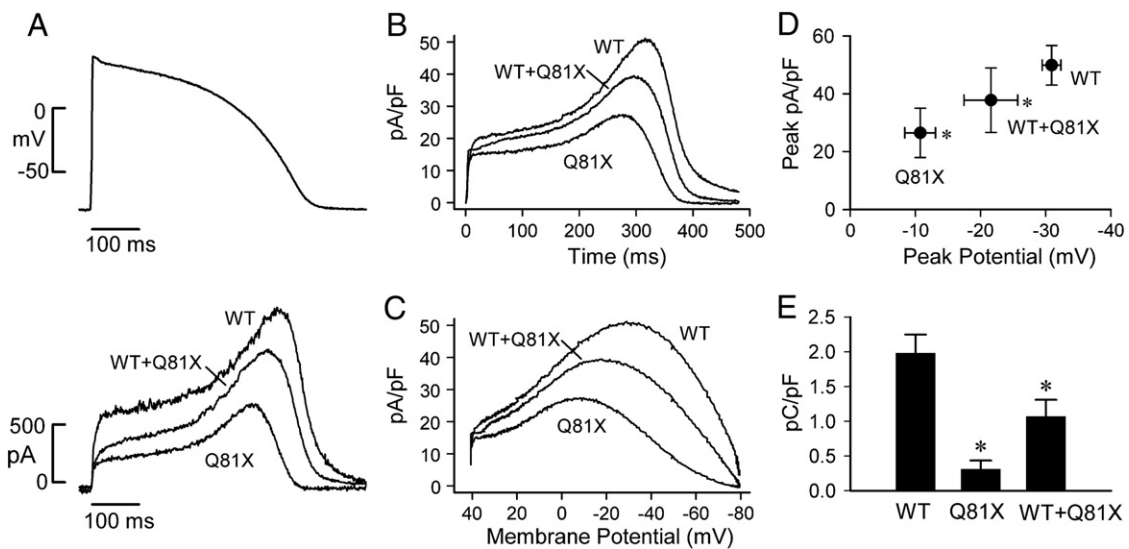 A
0
mV
-50
100 ms
WT
WT+Q81X
Q81X
500
pA
0
100 ms
B
50
40
30
20
10
0
pA/pF
WT
WT+Q81X
Q81X
0 100 200 300 400 500
Time (ms)
C
50
40
30
20
10
0
pA/pF
WT+Q81X
WT
Q81X
40 20 0 -20 -40 -60 -80
Membrane Potential (mV)
D
60
40
20
0
Peak pA/pF
WT
*
WT+Q81X
*
Q81X
0 -10 -20 -30 -40
Peak Potential (mV)
E
2.5
2.0
1.5
1.0
0.5
0.0
pC/pF
*
*
WT Q81X WT+Q81X